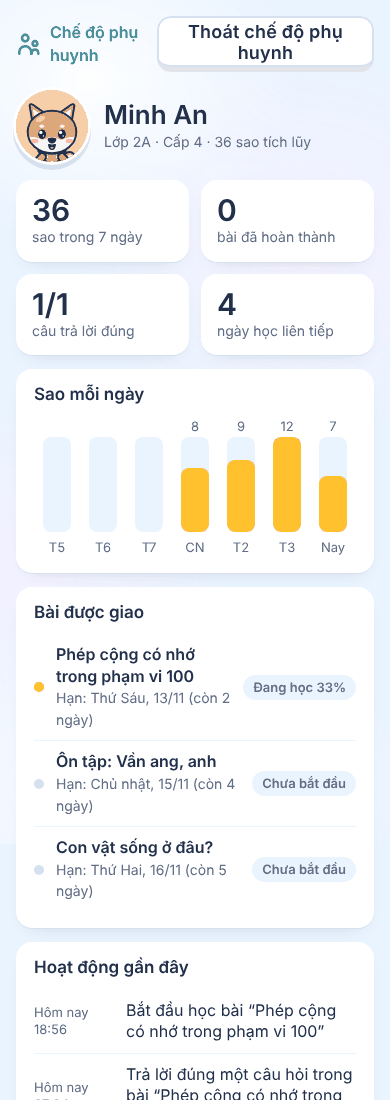 Chế độ phụ
huynh
Thoát chế độ phụ
huynh
Minh An
Lớp 2A · Cấp 4 · 36 sao tích lũy
36
sao trong 7 ngày
0
bài đã hoàn thành
1/1
câu trả lời đúng
4
ngày học liên tiếp
Sao mỗi ngày
8 9 12 7
T5 T6 T7 CN T2 T3 Nay
Bài được giao
Phép cộng có nhớ
trong phạm vi 100
Hạn: Thứ Sáu, 13/11 (còn 2
ngày)
Đang học 33%
Ôn tập: Vần ang, anh
Hạn: Chủ nhật, 15/11 (còn 4
ngày)
Chưa bắt đầu
Con vật sống ở đâu?
Hạn: Thứ Hai, 16/11 (còn 5
ngày)
Chưa bắt đầu
Hoạt động gần đây
Hôm nay
18:56
Bắt đầu học bài “Phép cộng
có nhớ trong phạm vi 100”
Hôm nay
Trả lời đúng một câu hỏi trong
bài “Phép cộng có nhớ trong